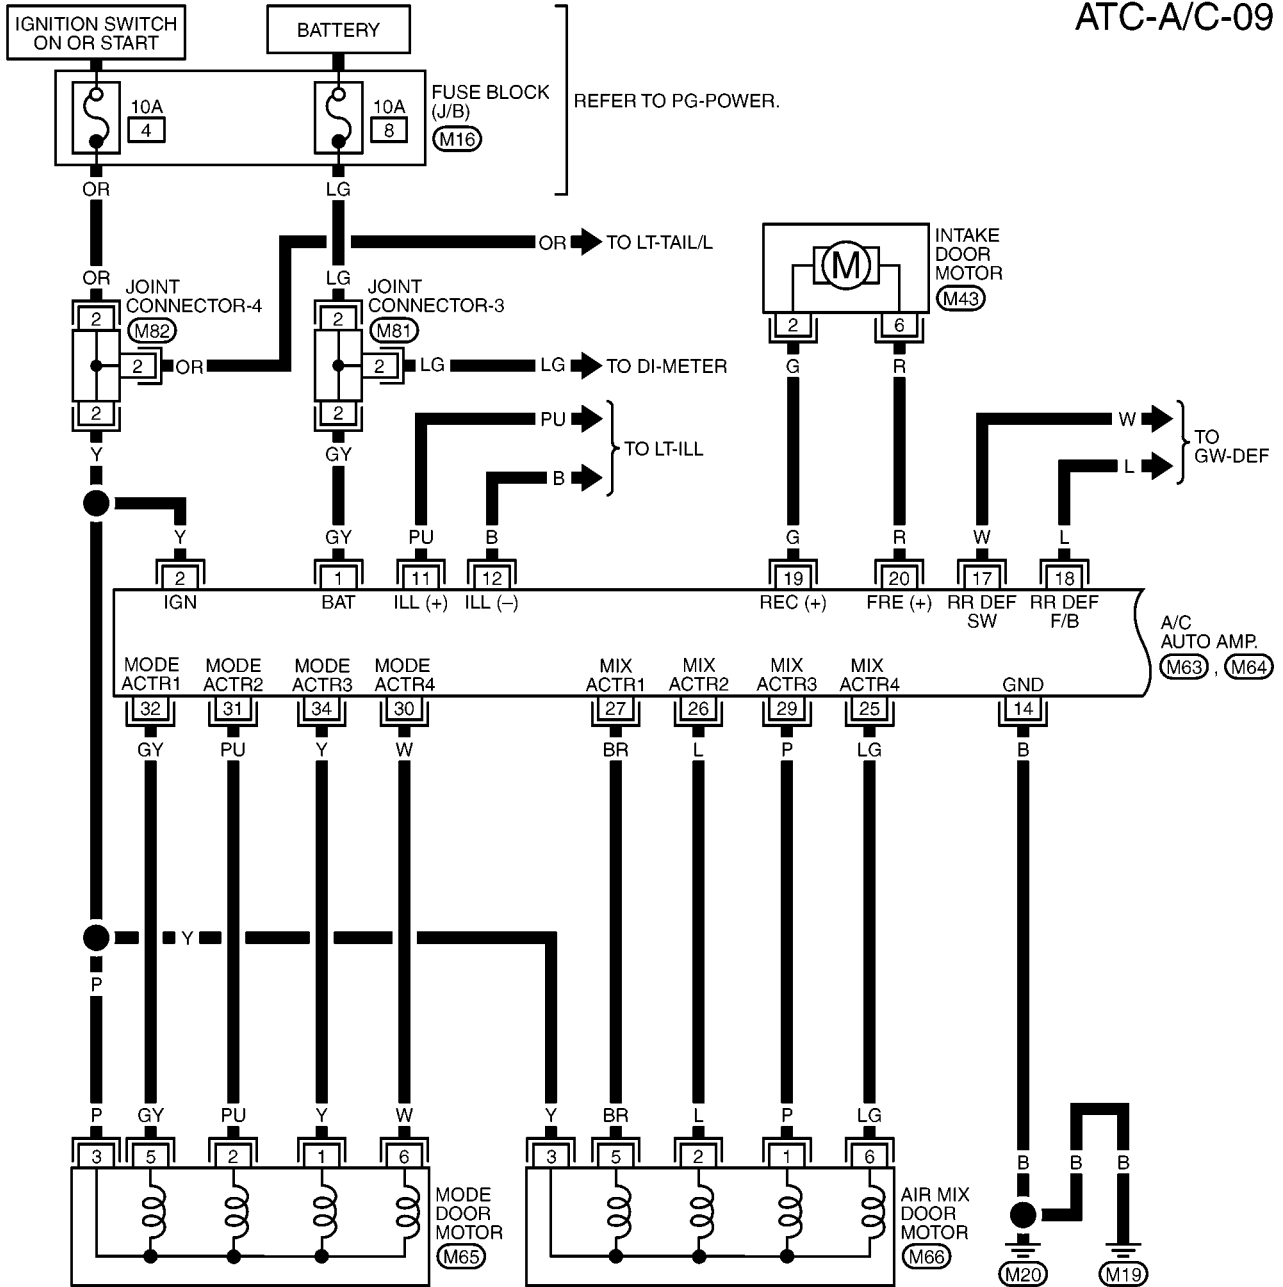 ATC-A/C-09
IGNITION SWITCH
ON OR START
BATTERY
10A
4
10A
8
FUSE BLOCK
(J/B)
M16
REFER TO PG-POWER.
OR
LG
OR
TO LT-TAIL/L
OR
LG
2
JOINT
CONNECTOR-4
M82
2
JOINT
CONNECTOR-3
M81
2
OR
2
LG
LG
TO DI-METER
2
2
Y
GY
PU
B
TO LT-ILL
INTAKE
DOOR
MOTOR
M43
M
2
6
G
R
W
L
TO
GW-DEF
Y
GY
PU
B
G
R
W
L
2
1
11
12
19
20
17
18
IGN
BAT
ILL (+)
ILL (–)
REC (+)
FRE (+)
RR DEF
SW
RR DEF
F/B
A/C
AUTO AMP.
M63 , M64
MODE
ACTR1
MODE
ACTR2
MODE
ACTR3
MODE
ACTR4
MIX
ACTR1
MIX
ACTR2
MIX
ACTR3
MIX
ACTR4
GND
32
31
34
30
27
26
29
25
14
GY
PU
Y
W
BR
L
P
LG
B
Y
P
P
GY
PU
Y
W
Y
BR
L
P
LG
3
5
2
1
6
3
5
2
1
6
B
B
B
MODE
DOOR
MOTOR
M65
AIR MIX
DOOR
MOTOR
M66
M20
M19